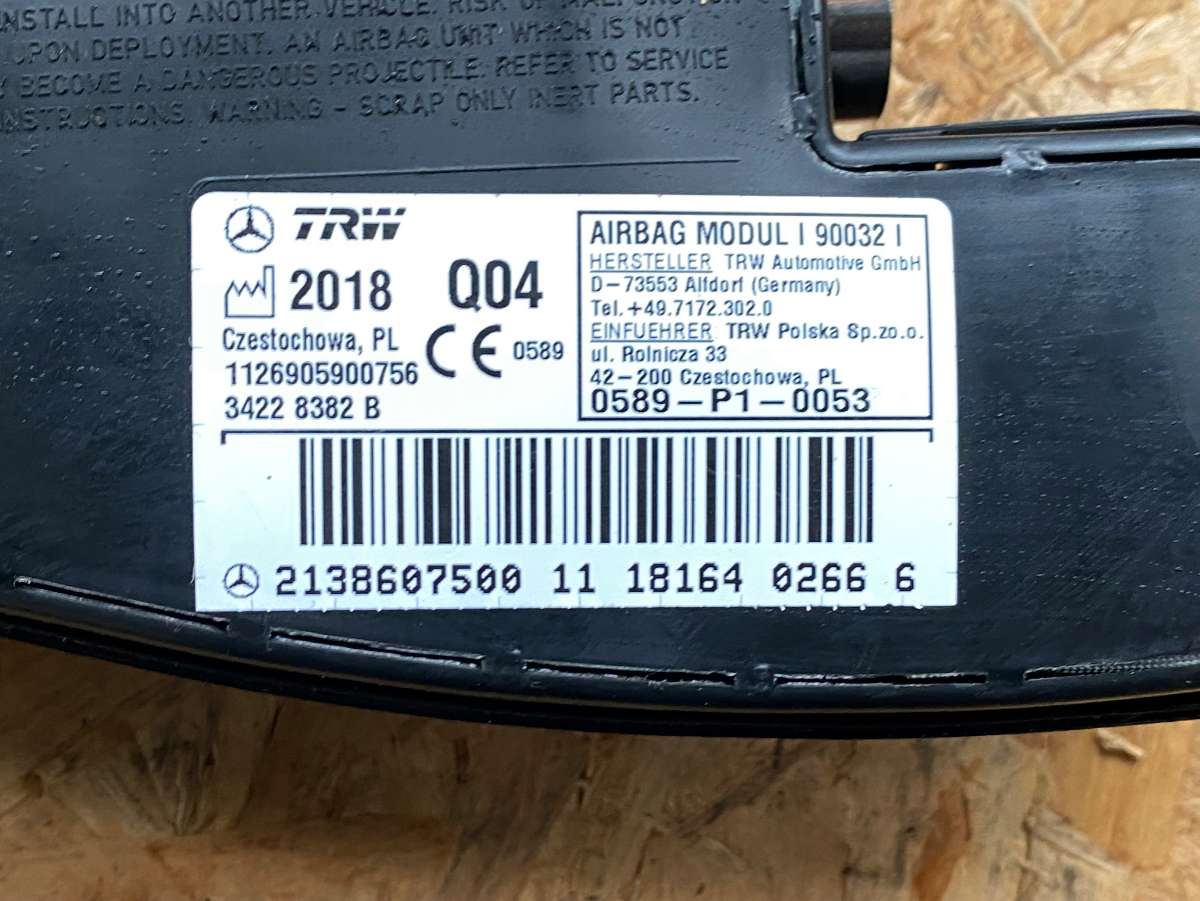 INSTALL INTO ANOTHER VEHICLE. RISK OF MALFUNCTION
UPON DEPLOYMENT. AN AIRBAG UNIT WHICH IS NOT
BECOME A DANGEROUS PROJECTILE. REFER TO SERVICE
INSTRUCTIONS. WARNING - SCRAP ONLY INERT PARTS.
TRW
2018 Q04
Czestochowa, PL
CE 0589
1126905900756
34228382 B
AIRBAG MODUL I 90032 I
HERSTELLER TRW Automotive GmbH
D-73553 Alfdorf (Germany)
Tel. +49.7172.302.0
EINFUEHRER: TRW Polska Sp.zo.o.
ul. Rolnicza 33
42-200 Czestochowa, PL
0589-P1-0053
2138607500 11 18164 0266 6